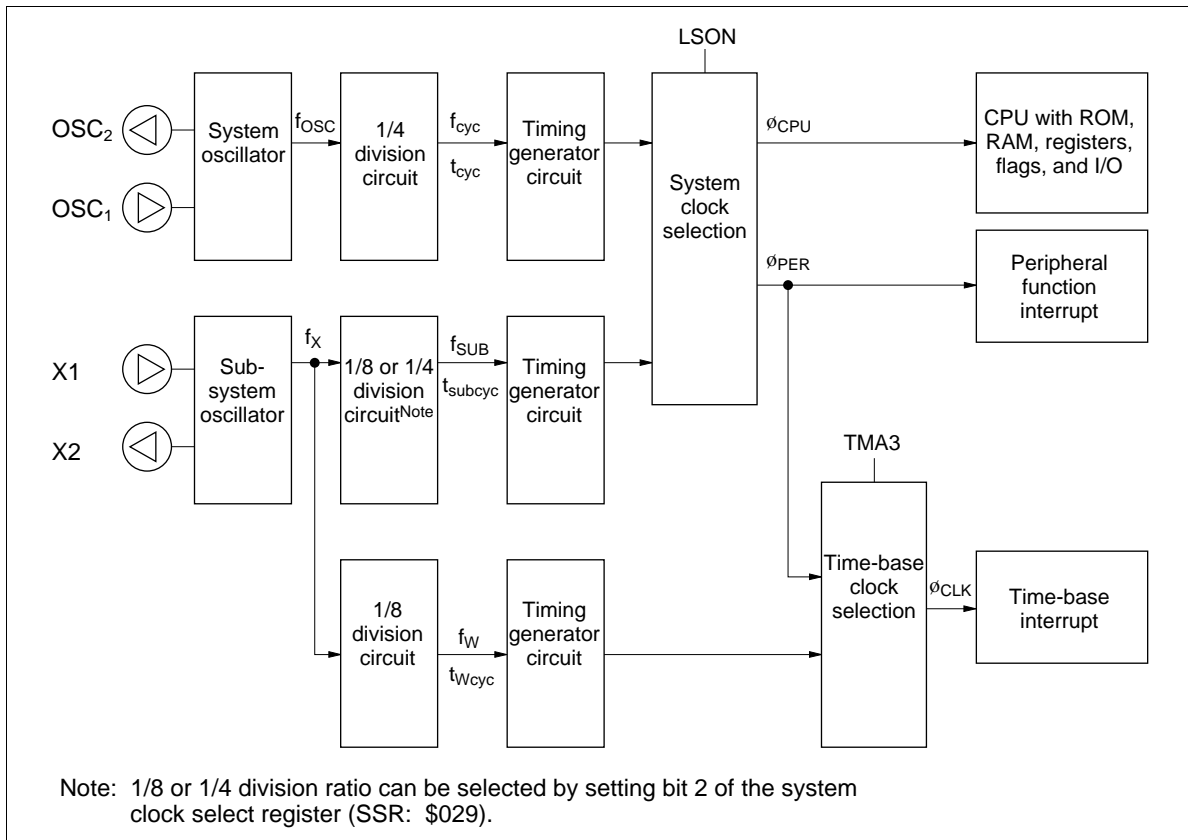 LSON
OSC₂
OSC₁
System
oscillator
fOSC
1/4
division
circuit
fcyc
tcyc
Timing
generator
circuit
System
clock
selection
øCPU
CPU with ROM,
RAM, registers,
flags, and I/O
øPER
Peripheral
function
interrupt
X1
X2
Sub-
system
oscillator
fX
1/8 or 1/4
division
circuitNote
fSUB
tsubcyc
Timing
generator
circuit
TMA3
1/8
division
circuit
fW
tWcyc
Timing
generator
circuit
Time-base
clock
selection
øCLK
Time-base
interrupt
Note: 1/8 or 1/4 division ratio can be selected by setting bit 2 of the system
clock select register (SSR: $029).